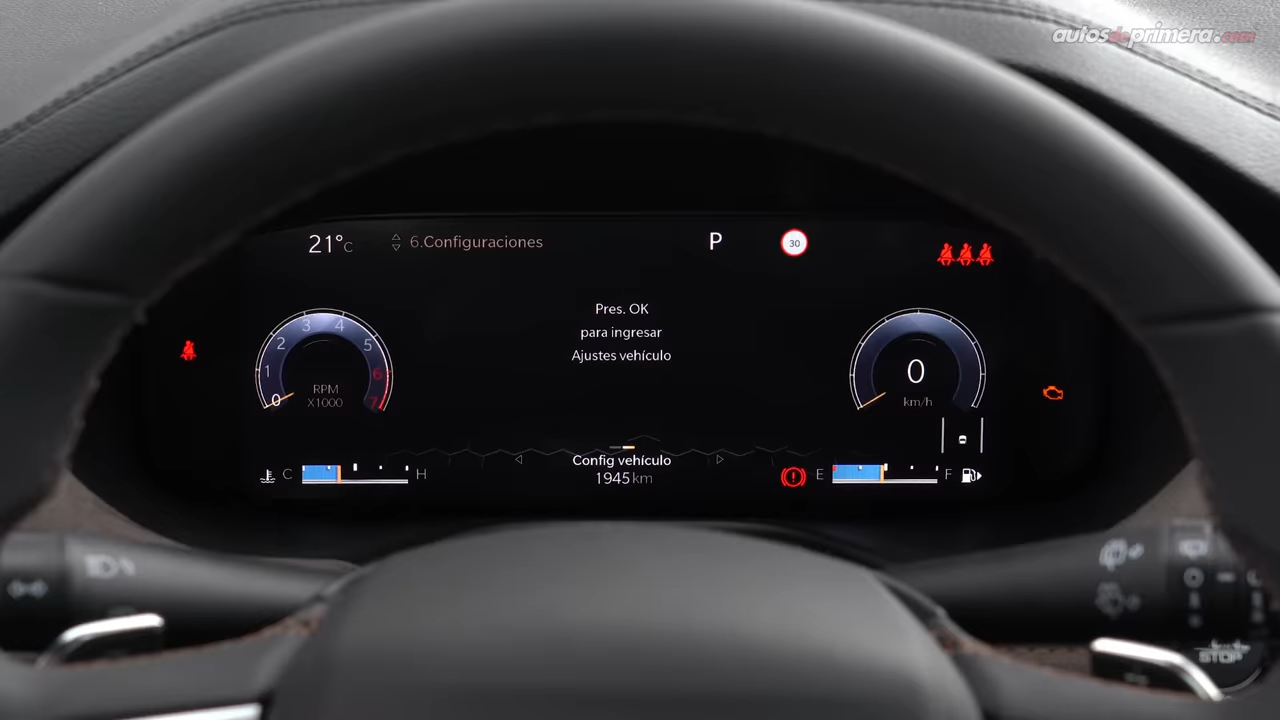 autosdeprimera.com
21°C
6.Configuraciones
P
30
Pres. OK
para ingresar
Ajustes vehículo
0
1
2
3
4
5
6
7
RPM
X1000
0
km/h
Config vehículo
1945 km
C
H
E
F
STOP